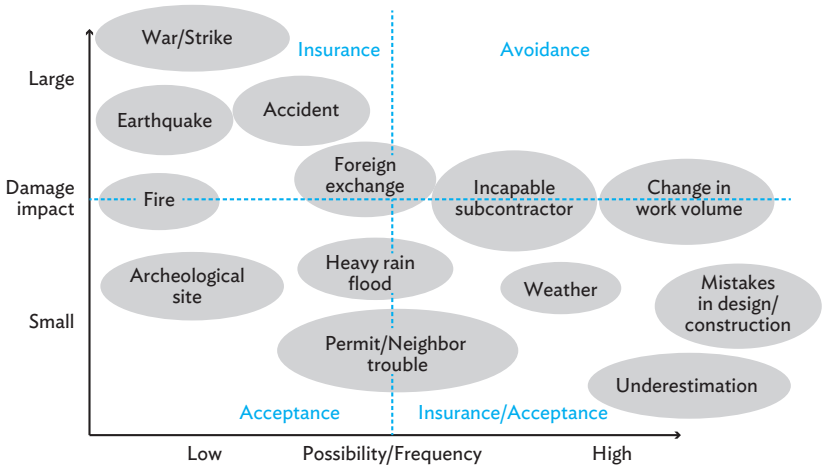 War/Strike
Insurance
Avoidance
Large
Earthquake
Accident
Foreign
exchange
Damage
impact
Fire
Incapable
subcontractor
Change in
work volume
Archeological
site
Heavy rain
flood
Weather
Mistakes
in design/
construction
Small
Permit/Neighbor
trouble
Underestimation
Acceptance
Insurance/Acceptance
Low
Possibility/Frequency
High